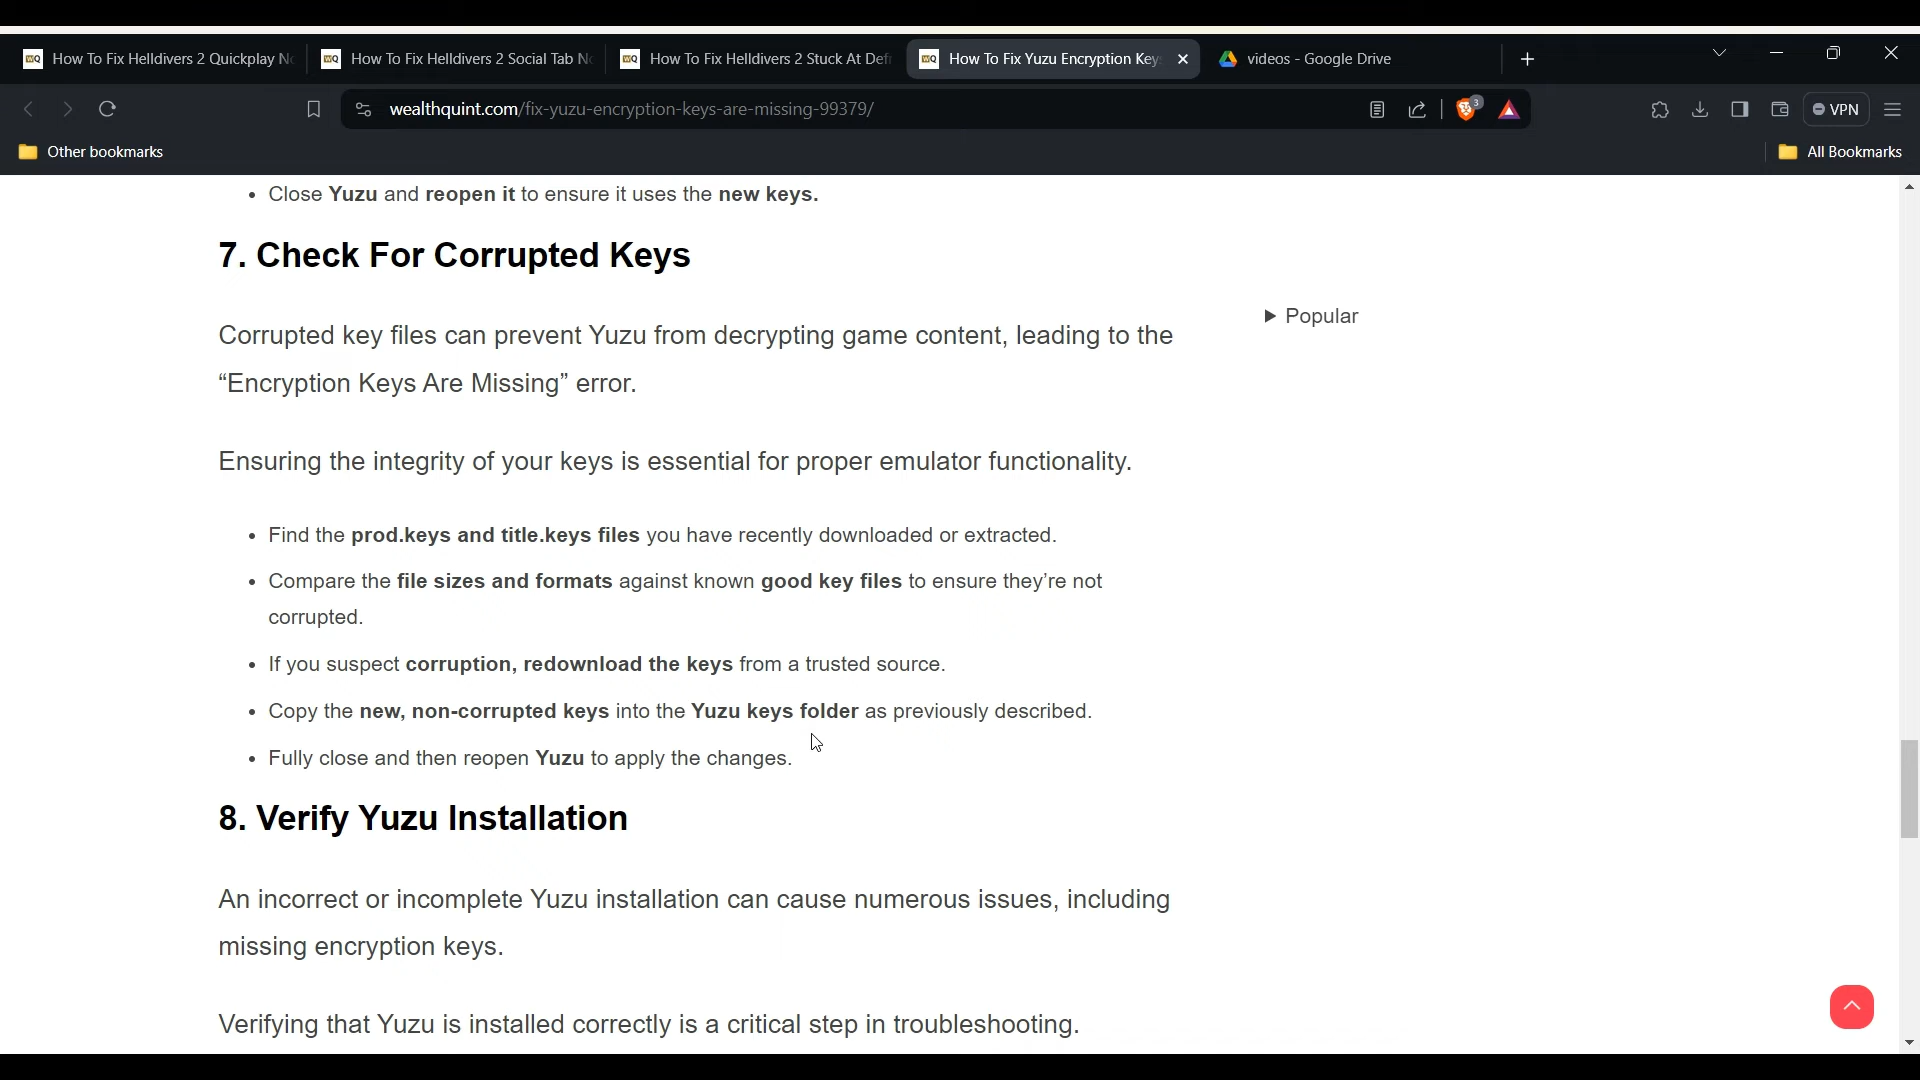 How To Fix Helldivers 2 Quickplay No
How To Fix Helldivers 2 Social Tab No
How To Fix Helldivers 2 Stuck At Def
How To Fix Yuzu Encryption Key
videos - Google Drive
wealthquint.com/fix-yuzu-encryption-keys-are-missing-99379/
3
VPN
Other bookmarks
All Bookmarks
• Close Yuzu and reopen it to ensure it uses the new keys.
7. Check For Corrupted Keys
Corrupted key files can prevent Yuzu from decrypting game content, leading to the
“Encryption Keys Are Missing” error.
Popular
Ensuring the integrity of your keys is essential for proper emulator functionality.
• Find the prod.keys and title.keys files you have recently downloaded or extracted.
• Compare the file sizes and formats against known good key files to ensure they’re not
corrupted.
• If you suspect corruption, redownload the keys from a trusted source.
• Copy the new, non-corrupted keys into the Yuzu keys folder as previously described.
• Fully close and then reopen Yuzu to apply the changes.
8. Verify Yuzu Installation
An incorrect or incomplete Yuzu installation can cause numerous issues, including
missing encryption keys.
Verifying that Yuzu is installed correctly is a critical step in troubleshooting.